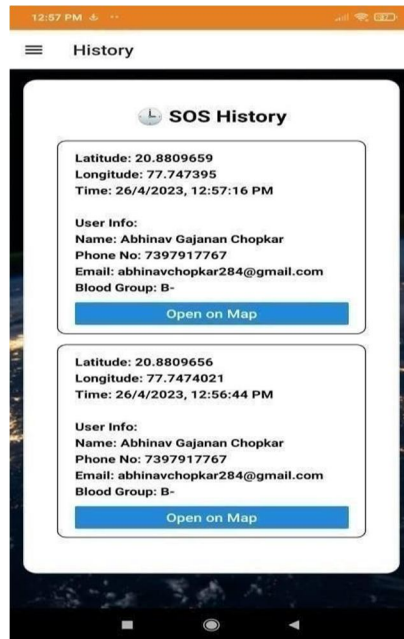 12:57 PM
History
SOS History
Latitude: 20.8809659
Longitude: 77.747395
Time: 26/4/2023, 12:57:16 PM
User Info:
Name: Abhinav Gajanan Chopkar
Phone No: 7397917767
Email: abhinavchopkar284@gmail.com
Blood Group: B-
Open on Map
Latitude: 20.8809656
Longitude: 77.7474021
Time: 26/4/2023, 12:56:44 PM
User Info:
Name: Abhinav Gajanan Chopkar
Phone No: 7397917767
Email: abhinavchopkar284@gmail.com
Blood Group: B-
Open on Map